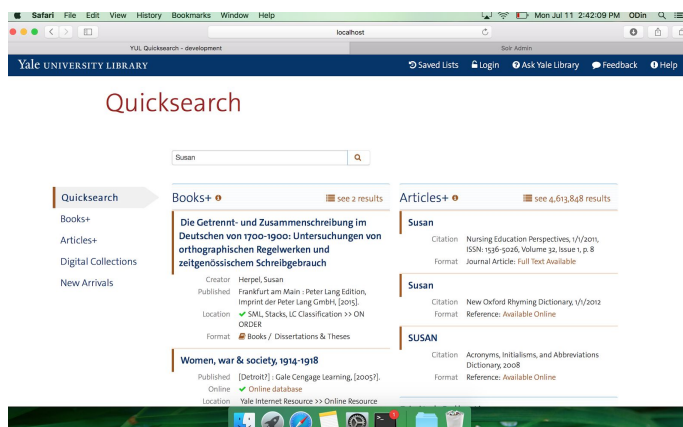 Safari File Edit View History Bookmarks Window Help Mon Jul 11 2:42:09 PM ODin
localhost
YUL Quicksearch - development Solr Admin
Yale UNIVERSITY LIBRARY Saved Lists Login Ask Yale Library Feedback Help
Quicksearch
Susan
Quicksearch
Books+
Articles+
Digital Collections
New Arrivals
Books+ see 2 results
Die Getrennt- und Zusammenschreibung im
Deutschen von 1700-1900: Untersuchungen von
orthographischen Regelwerken und
zeitgenössischem Schreibgebrauch
Creator Herpel, Susan
Published Frankfurt am Main : Peter Lang Edition,
Imprint der Peter Lang GmbH, [2015].
Location SML, Stacks, LC Classification >> ON
ORDER
Format Books / Dissertations & Theses
Women, war & society, 1914-1918
Published [Detroit?] : Gale Cengage Learning, [2005?].
Online Online database
Location Yale Internet Resource >> Online Resource
Articles+ see 4,613,848 results
Susan
Citation Nursing Education Perspectives, 1/1/2011,
ISSN: 1536-5026, Volume 32, Issue 1, p. 8
Format Journal Article: Full Text Available
Susan
Citation New Oxford Rhyming Dictionary, 1/1/2012
Format Reference: Available Online
SUSAN
Citation Acronyms, Initialisms, and Abbreviations
Dictionary, 2008
Format Reference: Available Online